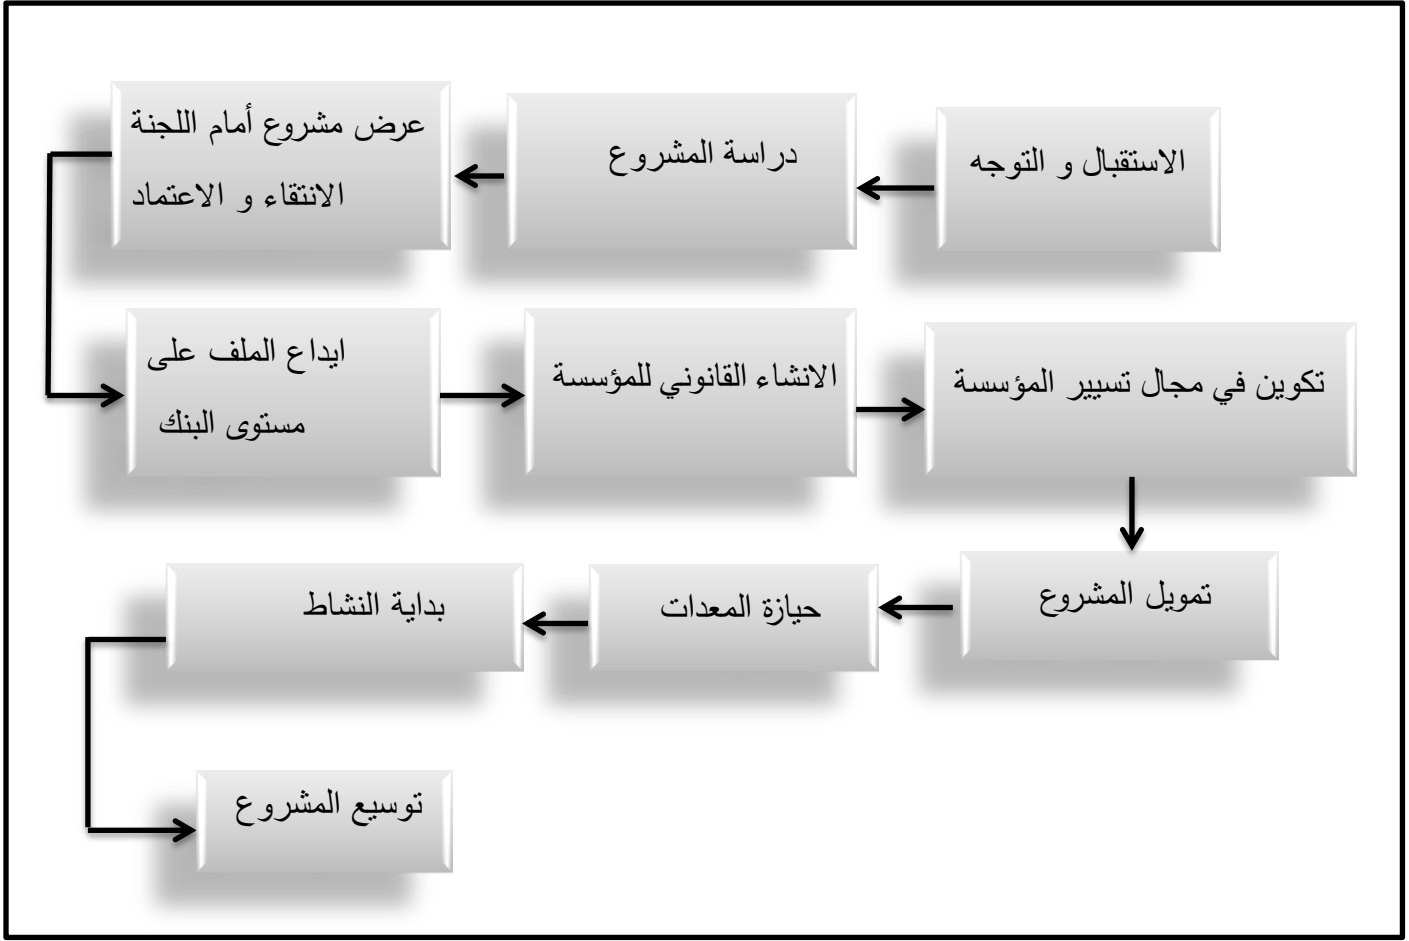 الاستقبال و التوجه
دراسة المشروع
عرض مشروع أمام اللجنة
الانتقاء و الاعتماد
ايداع الملف على
مستوى البنك
الانشاء القانوني للمؤسسة
تكوين في مجال تسيير المؤسسة
تمويل المشروع
حيازة المعدات
بداية النشاط
توسيع المشروع